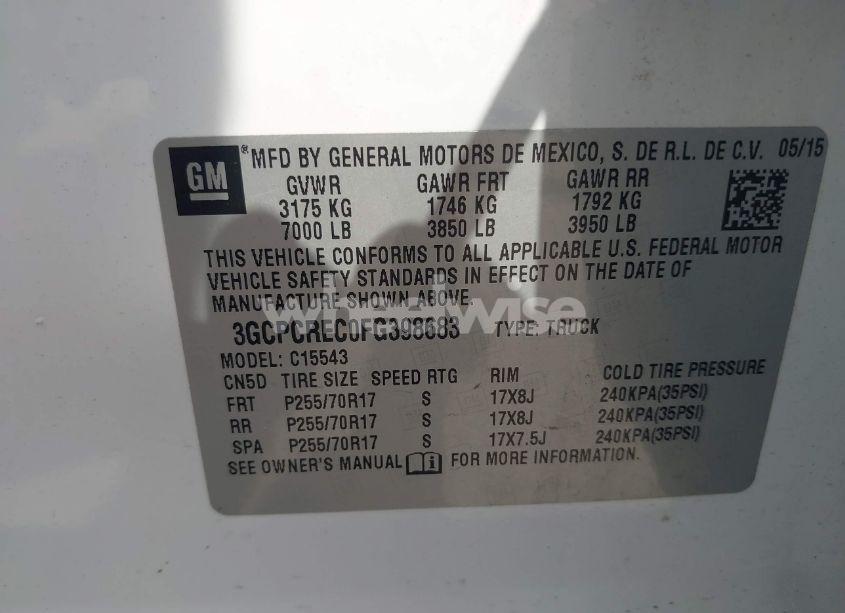 GM ® MFD BY GENERAL MOTORS DE MEXICO, S. DE R.L. DE C.V. 05/15
GVWR GAWR FRT GAWR RR
3175 KG 1746 KG 1792 KG
7000 LB 3850 LB 3950 LB
THIS VEHICLE CONFORMS TO ALL APPLICABLE U.S. FEDERAL MOTOR
VEHICLE SAFETY STANDARDS IN EFFECT ON THE DATE OF
MANUFACTURE SHOWN ABOVE.
wheelwise
3GCPCREC0FG398683 TYPE: TRUCK
MODEL: C15543
CN5D TIRE SIZE SPEED RTG RIM COLD TIRE PRESSURE
FRT P255/70R17 S 17X8J 240KPA(35PSI)
RR P255/70R17 S 17X8J 240KPA(35PSI)
SPA P255/70R17 S 17X7.5J 240KPA(35PSI)
SEE OWNER'S MANUAL FOR MORE INFORMATION.